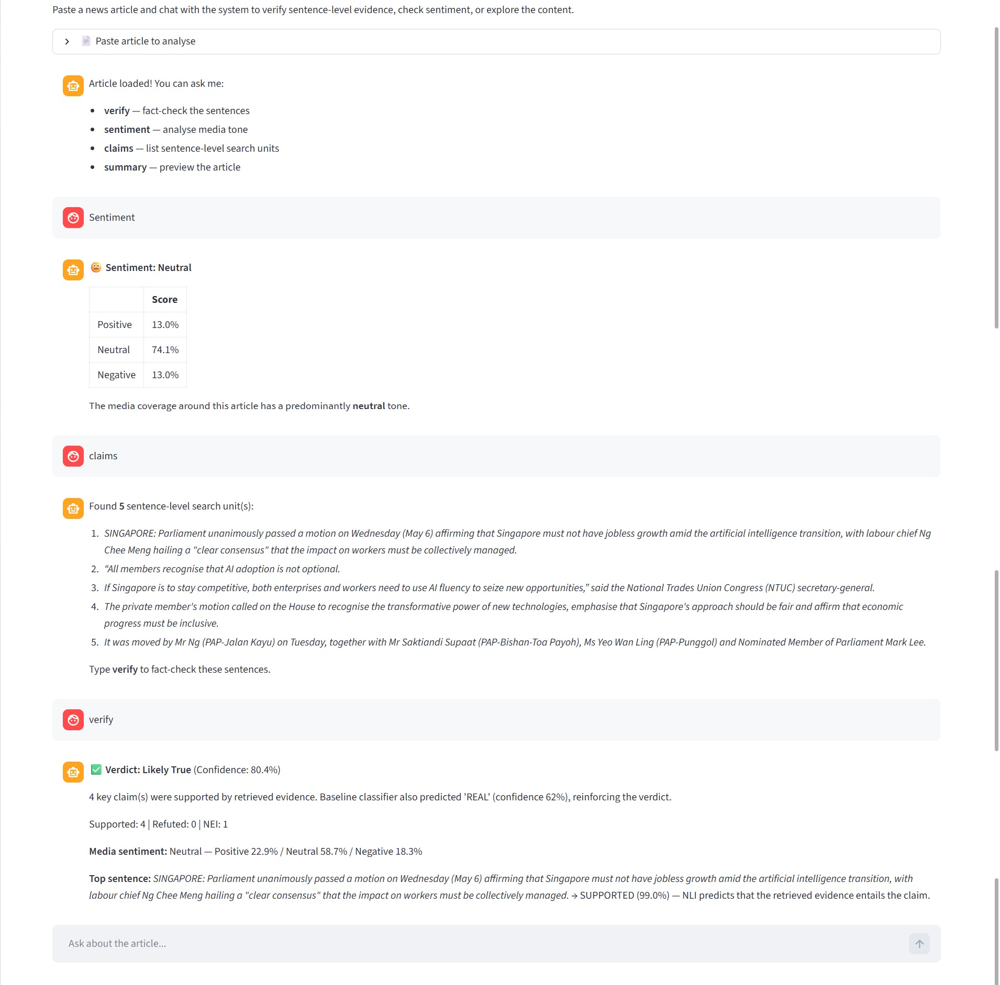 Paste a news article and chat with the system to verify sentence-level evidence, check sentiment, or explore the content.
Paste article to analyse
Article loaded! You can ask me:
• verify — fact-check the sentences
• sentiment — analyse media tone
• claims — list sentence-level search units
• summary — preview the article
Sentiment
Sentiment: Neutral
Score
Positive 13.0%
Neutral 74.1%
Negative 13.0%
The media coverage around this article has a predominantly neutral tone.
claims
Found 5 sentence-level search unit(s):
1. SINGAPORE: Parliament unanimously passed a motion on Wednesday (May 6) affirming that Singapore must not have jobless growth amid the artificial intelligence transition, with labour chief Ng
Chee Meng hailing a "clear consensus" that the impact on workers must be collectively managed.
2. “All members recognise that AI adoption is not optional.
3. If Singapore is to stay competitive, both enterprises and workers need to use AI fluency to seize new opportunities,” said the National Trades Union Congress (NTUC) secretary-general.
4. The private member's motion called on the House to recognise the transformative power of new technologies, emphasise that Singapore's approach should be fair and affirm that economic
progress must be inclusive.
5. It was moved by Mr Ng (PAP-Jalan Kayu) on Tuesday, together with Mr Saktiandi Supaat (PAP-Bishan-Toa Payoh), Ms Yeo Wan Ling (PAP-Punggol) and Nominated Member of Parliament Mark Lee.
Type verify to fact-check these sentences.
verify
Verdict: Likely True (Confidence: 80.4%)
4 key claim(s) were supported by retrieved evidence. Baseline classifier also predicted 'REAL' (confidence 62%), reinforcing the verdict.
Supported: 4 | Refuted: 0 | NEI: 1
Media sentiment: Neutral — Positive 22.9% / Neutral 58.7% / Negative 18.3%
Top sentence: SINGAPORE: Parliament unanimously passed a motion on Wednesday (May 6) affirming that Singapore must not have jobless growth amid the artificial intelligence transition, with
labour chief Ng Chee Meng hailing a "clear consensus" that the impact on workers must be collectively managed. → SUPPORTED (99.0%) — NLI predicts that the retrieved evidence entails the claim.
Ask about the article...